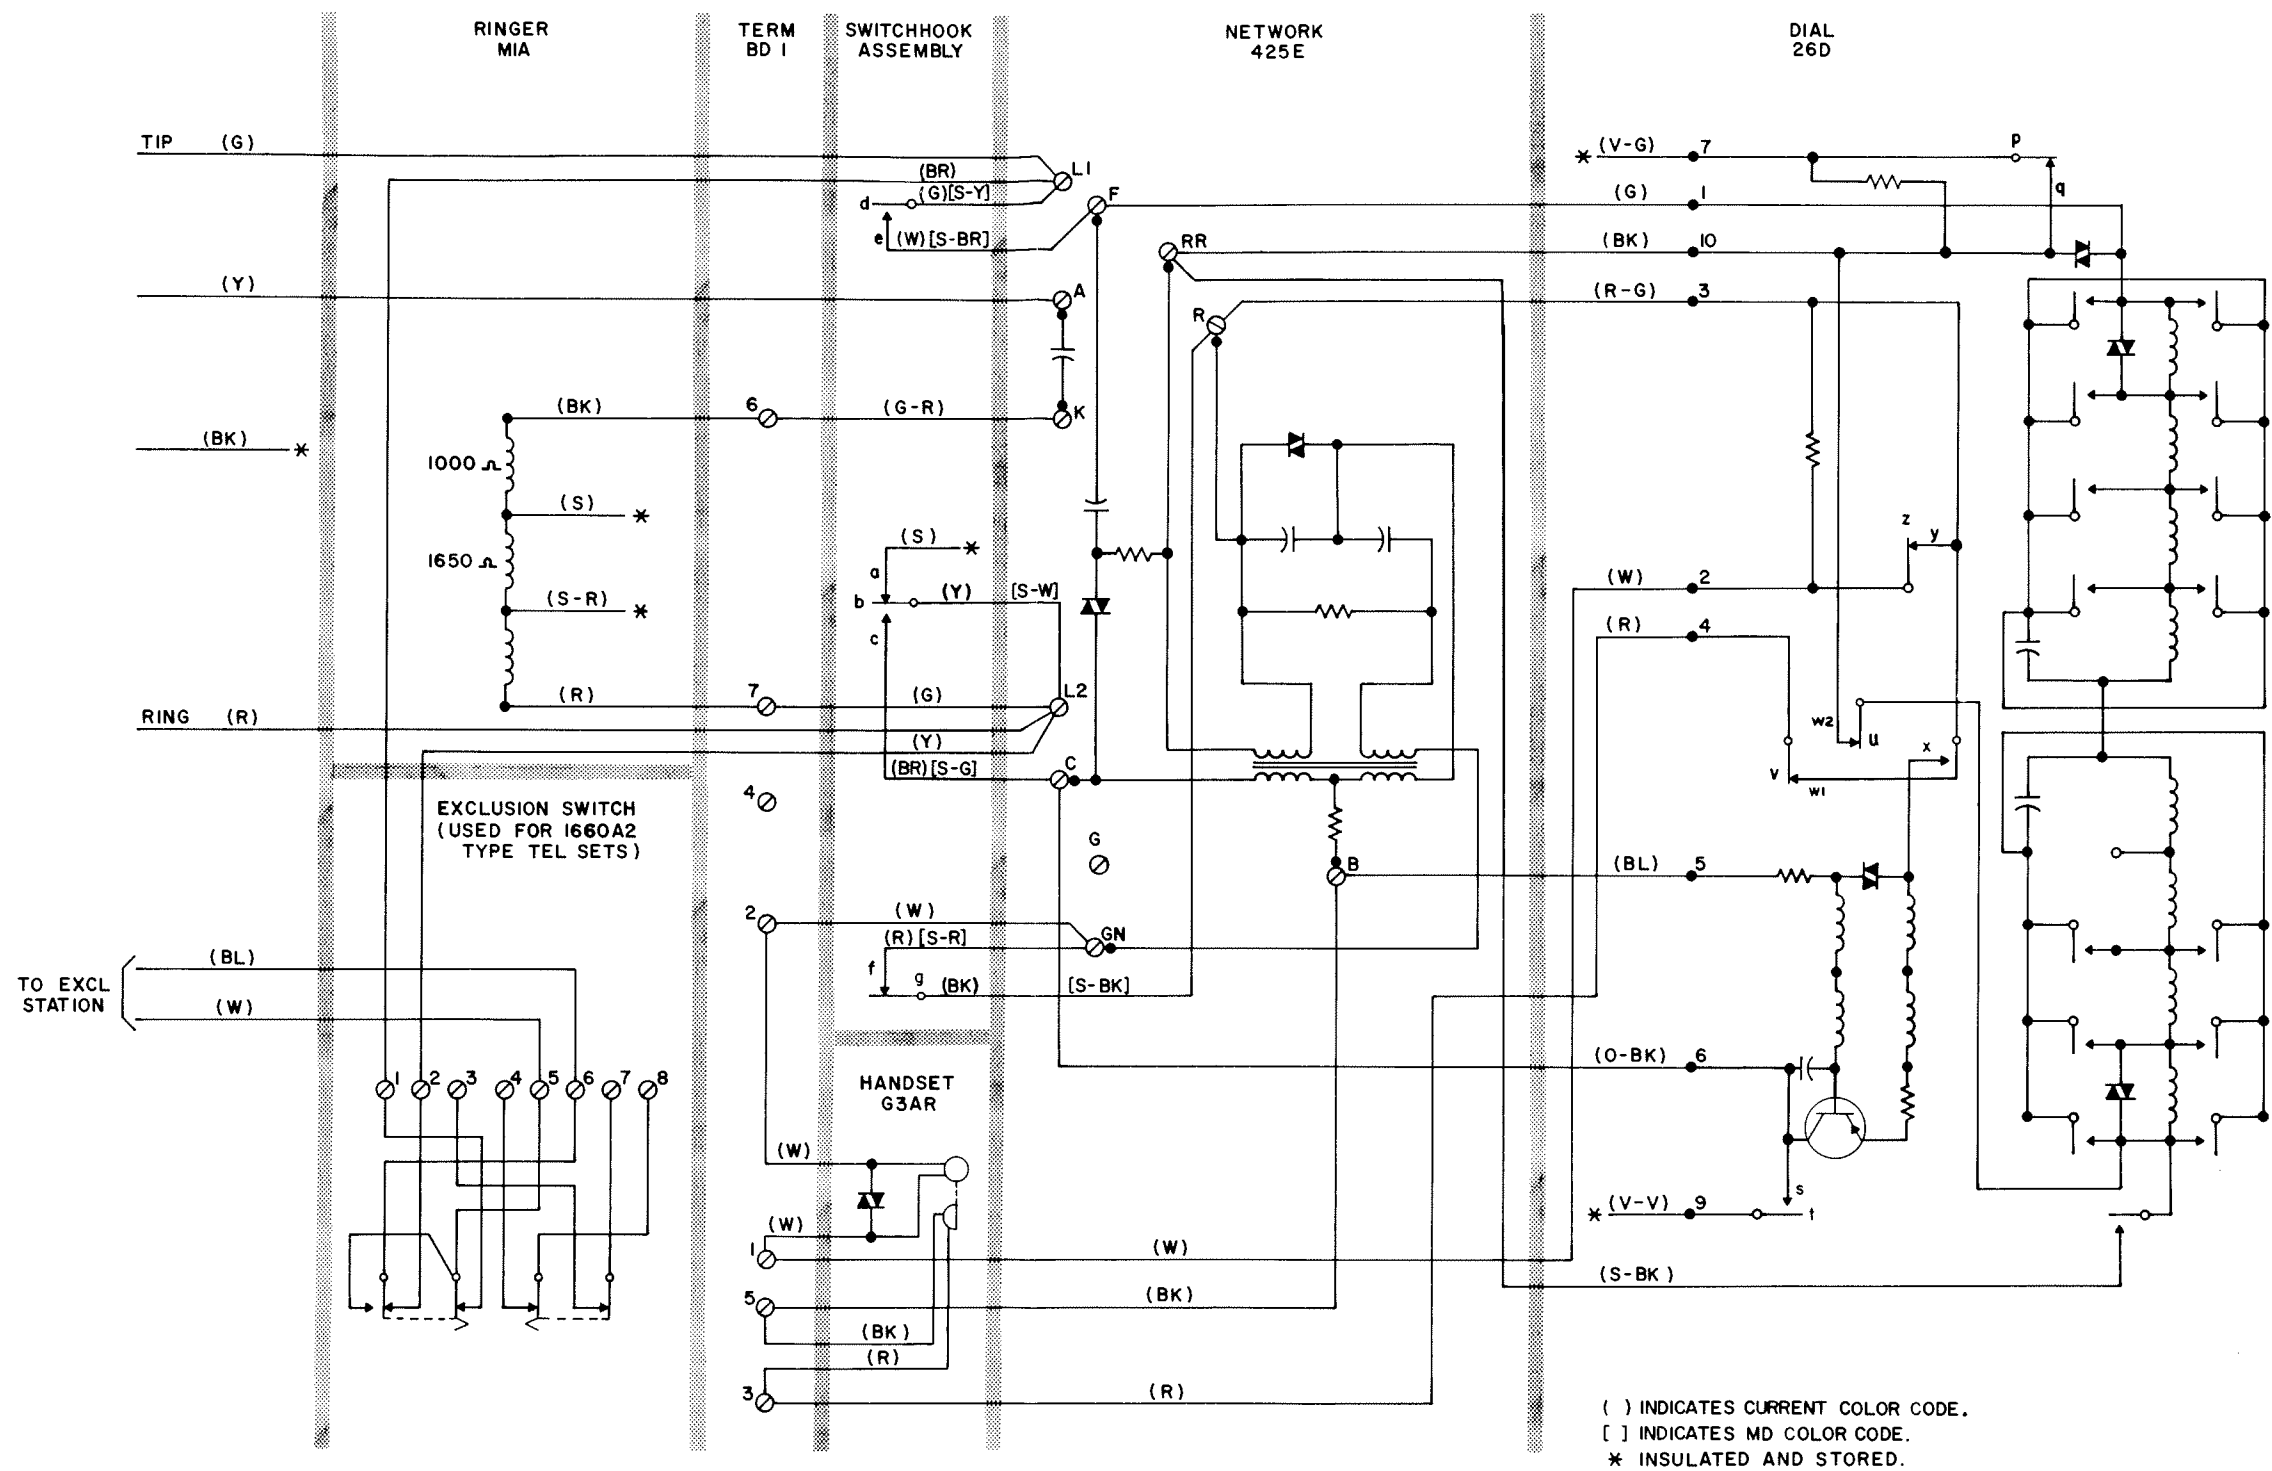 RINGER
M1A
TERM
BD 1
SWITCHHOOK
ASSEMBLY
NETWORK
425E
DIAL
26D
TIP (G)
(BR)
L1
d (G)[S-Y]
e (W)[S-BR]
F
(G) 1
* (V-G) 7
p
q
RR
(BK) 10
(Y)
A
R
(R-G) 3
(BK)
6
(G-R)
K
(BK) *
1000 Ω
(S) *
1650 Ω
(S-R) *
(S) *
a
b (Y) [S-W]
c
z
y
(W) 2
(R) 4
(R)
7
(G)
L2
RING (R)
(Y)
(BR)[S-G]
C
w2
u
x
v
w1
EXCLUSION SWITCH
(USED FOR 1660A2
TYPE TEL SETS)
4
G
B
(BL) 5
2
(W)
(R)[S-R]
GN
f
g (BK) [S-BK]
TO EXCL
STATION
(BL)
(W)
(O-BK) 6
1 2 3 4 5 6 7 8
HANDSET
G3AR
(W)
s
* (V-V) 9
t
(W)
1
(W)
(S-BK)
5
(BK)
(BK)
(R)
3
(R)
( ) INDICATES CURRENT COLOR CODE.
[ ] INDICATES MD COLOR CODE.
* INSULATED AND STORED.